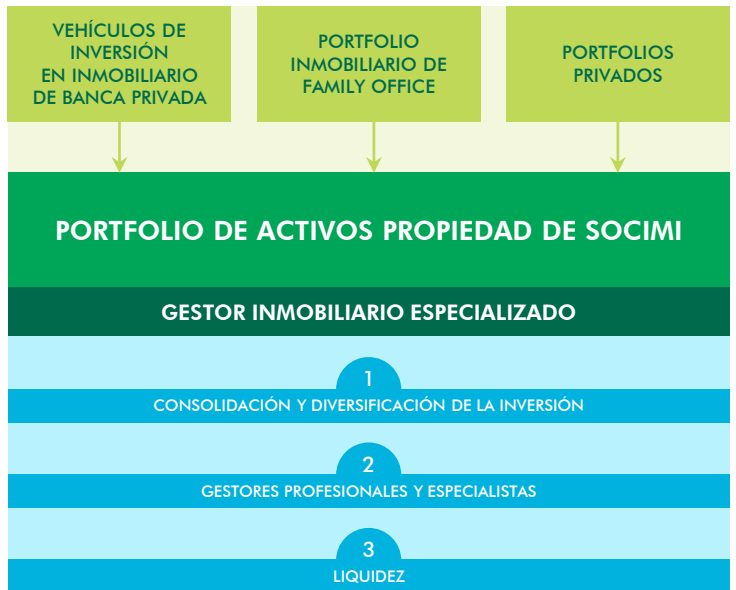 VEHÍCULOS DE
INVERSIÓN
EN INMOBILIARIO
DE BANCA PRIVADA
PORTFOLIO
INMOBILIARIO DE
FAMILY OFFICE
PORTFOLIOS
PRIVADOS
PORTFOLIO DE ACTIVOS PROPIEDAD DE SOCIMI
GESTOR INMOBILIARIO ESPECIALIZADO
1
CONSOLIDACIÓN Y DIVERSIFICACIÓN DE LA INVERSIÓN
2
GESTORES PROFESIONALES Y ESPECIALISTAS
3
LIQUIDEZ